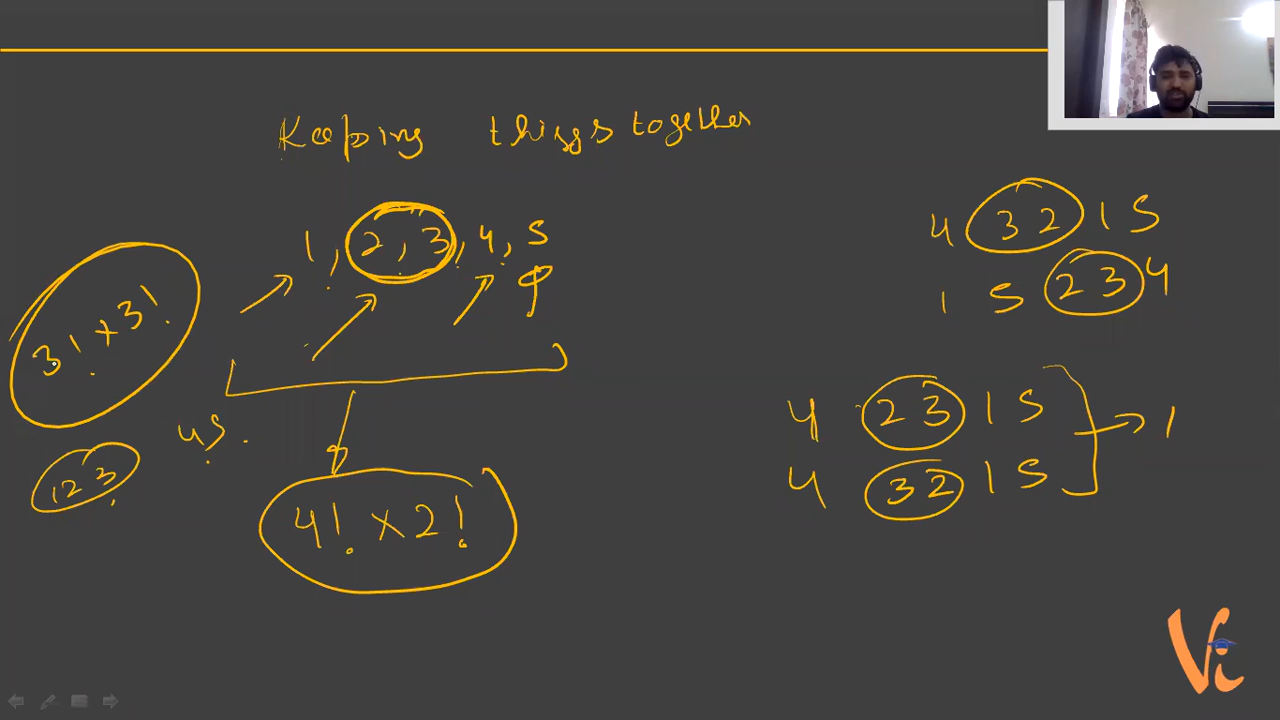 Keeping things together
1, 2, 3, 4, 5
4 3 2 1 5
1 5 2 3 4
3! x 3!
4 2 3 1 5
4 3 2 1 5
1
4 5
1 2 3
4! x 2!
Vi